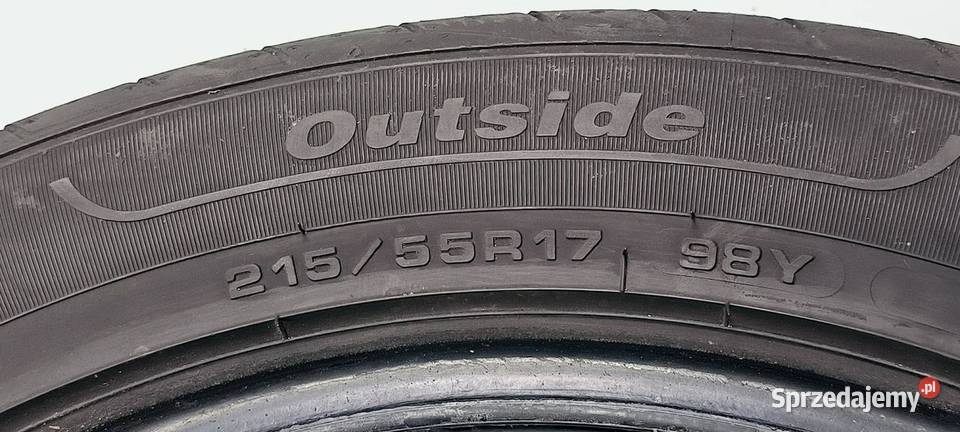 Outside
215/55R17 98Y
Sprzedajemy.pl